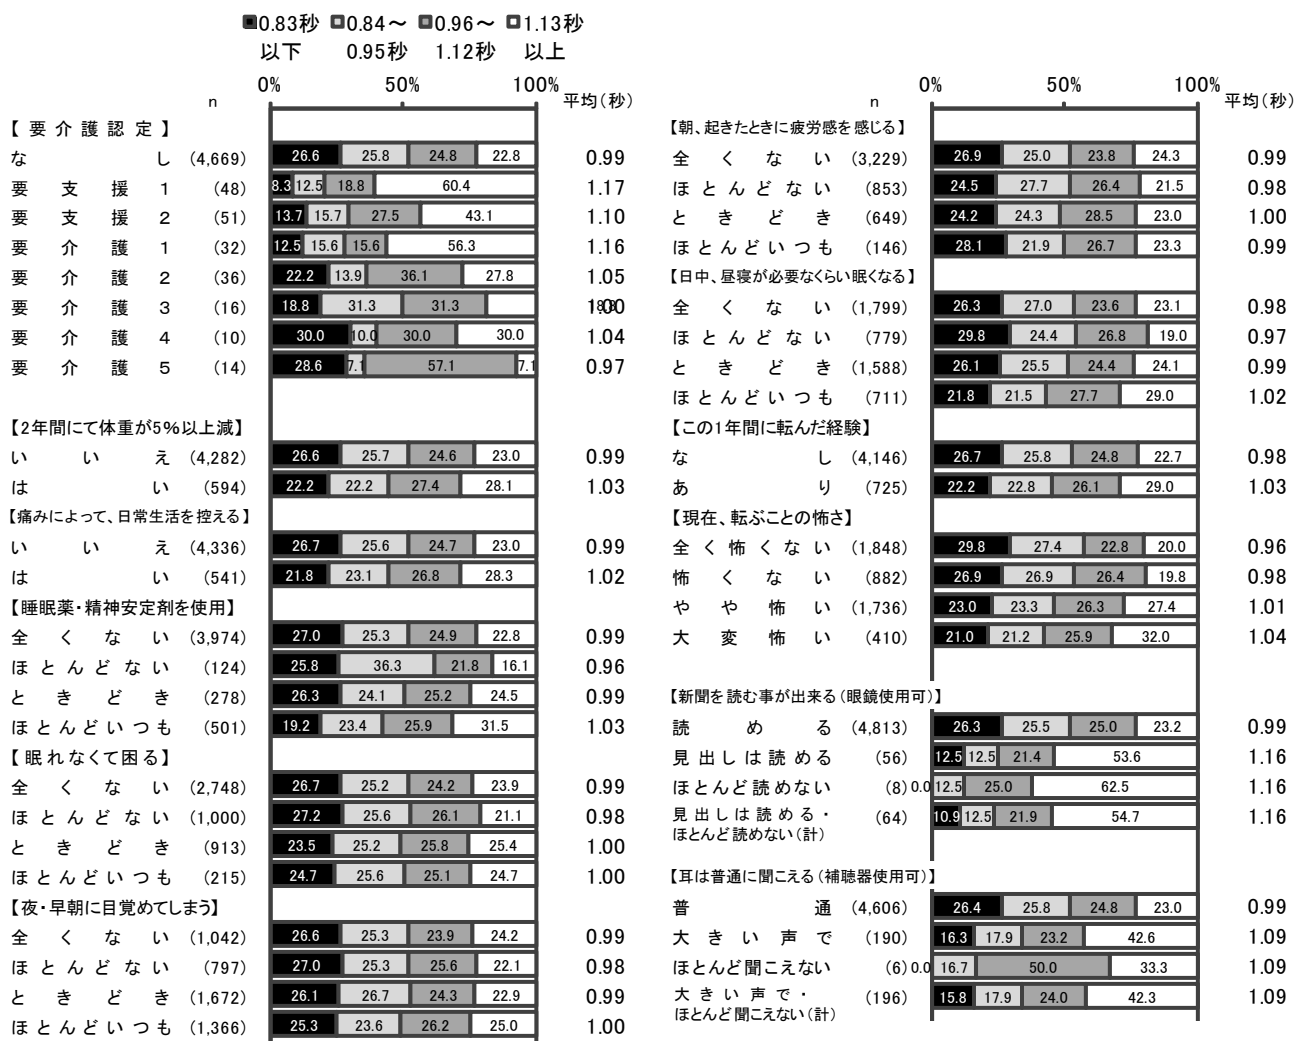 ■0.83秒以下 ■0.84～0.95秒 ■0.96～1.12秒 □1.13秒以上
n 0% 50% 100% 平均(秒)
【要介護認定】
なし (4,669) 26.6 25.8 24.8 22.8 0.99
要支援1 (48) 8.3 12.5 18.8 60.4 1.17
要支援2 (51) 13.7 15.7 27.5 43.1 1.10
要介護1 (32) 12.5 15.6 15.6 56.3 1.16
要介護2 (36) 22.2 13.9 36.1 27.8 1.05
要介護3 (16) 18.8 31.3 31.3 1.00
要介護4 (10) 30.0 10.0 30.0 30.0 1.04
要介護5 (14) 28.6 7.1 57.1 7.1 0.97
【2年間にて体重が5%以上減】
いいえ (4,282) 26.6 25.7 24.6 23.0 0.99
はい (594) 22.2 22.2 27.4 28.1 1.03
【痛みによって、日常生活を控える】
いいえ (4,336) 26.7 25.6 24.7 23.0 0.99
はい (541) 21.8 23.1 26.8 28.3 1.02
【睡眠薬・精神安定剤を使用】
全くない (3,974) 27.0 25.3 24.9 22.8 0.99
ほとんどない (124) 25.8 36.3 21.8 16.1 0.96
ときどき (278) 26.3 24.1 25.2 24.5 0.99
ほとんどいつも (501) 19.2 23.4 25.9 31.5 1.03
【眠れなくて困る】
全くない (2,748) 26.7 25.2 24.2 23.9 0.99
ほとんどない (1,000) 27.2 25.6 26.1 21.1 0.98
ときどき (913) 23.5 25.2 25.8 25.4 1.00
ほとんどいつも (215) 24.7 25.6 25.1 24.7 1.00
【夜・早朝に目覚めてしまう】
全くない (1,042) 26.6 25.3 23.9 24.2 0.99
ほとんどない (797) 27.0 25.3 25.6 22.1 0.98
ときどき (1,672) 26.1 26.7 24.3 22.9 0.99
ほとんどいつも (1,366) 25.3 23.6 26.2 25.0 1.00
n 0% 50% 100% 平均(秒)
【朝、起きたときに疲労感を感じる】
全くない (3,229) 26.9 25.0 23.8 24.3 0.99
ほとんどない (853) 24.5 27.7 26.4 21.5 0.98
ときどき (649) 24.2 24.3 28.5 23.0 1.00
ほとんどいつも (146) 28.1 21.9 26.7 23.3 0.99
【日中、昼寝が必要なくらい眠くなる】
全くない (1,799) 26.3 27.0 23.6 23.1 0.98
ほとんどない (779) 29.8 24.4 26.8 19.0 0.97
ときどき (1,588) 26.1 25.5 24.4 24.1 0.99
ほとんどいつも (711) 21.8 21.5 27.7 29.0 1.02
【この1年間に転んだ経験】
なし (4,146) 26.7 25.8 24.8 22.7 0.98
あり (725) 22.2 22.8 26.1 29.0 1.03
【現在、転ぶことの怖さ】
全く怖くない (1,848) 29.8 27.4 22.8 20.0 0.96
怖くない (882) 26.9 26.9 26.4 19.8 0.98
やや怖い (1,736) 23.0 23.3 26.3 27.4 1.01
大変怖い (410) 21.0 21.2 25.9 32.0 1.04
【新聞を読む事が出来る(眼鏡使用可)】
読める (4,813) 26.3 25.5 25.0 23.2 0.99
見出しは読める (56) 12.5 12.5 21.4 53.6 1.16
ほとんど読めない (8) 0.0 12.5 25.0 62.5 1.16
見出しは読める・
ほとんど読めない(計) (64) 10.9 12.5 21.9 54.7 1.16
【耳は普通に聞こえる(補聴器使用可)】
普通 (4,606) 26.4 25.8 24.8 23.0 0.99
大きい声で (190) 16.3 17.9 23.2 42.6 1.09
ほとんど聞こえない (6) 0.0 16.7 50.0 33.3 1.09
大きい声で・
ほとんど聞こえない(計) (196) 15.8 17.9 24.0 42.3 1.09